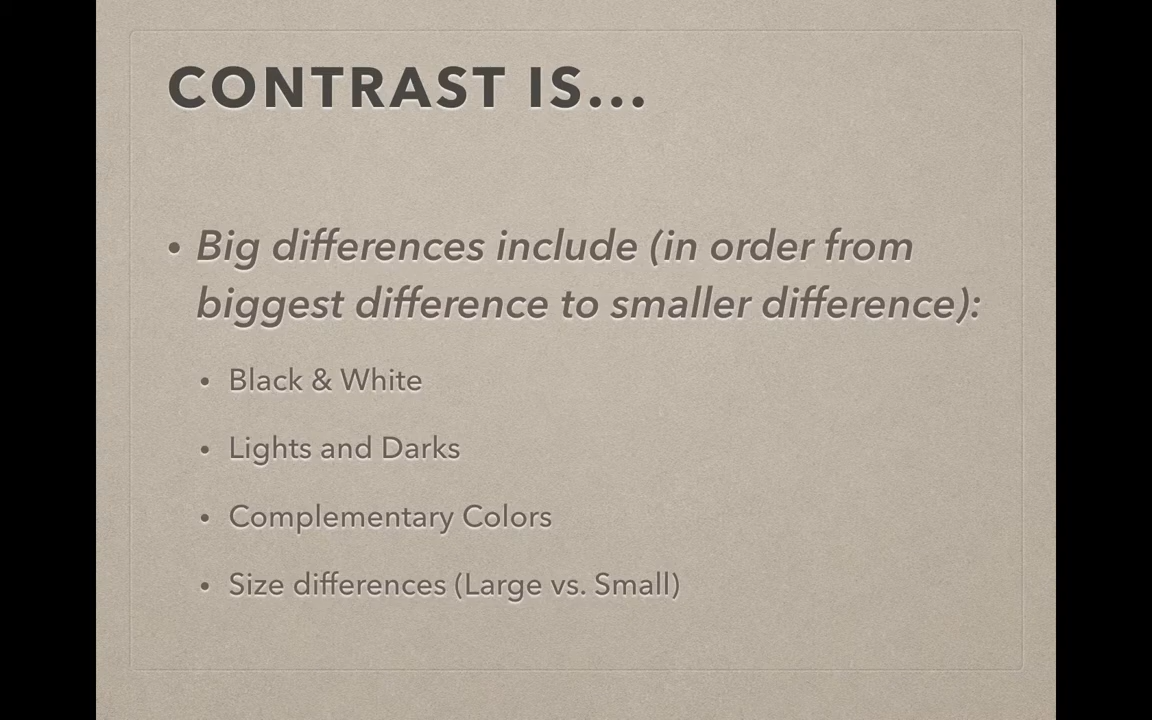 CONTRAST IS...
• Big differences include (in order from
biggest difference to smaller difference):
• Black & White
• Lights and Darks
• Complementary Colors
• Size differences (Large vs. Small)